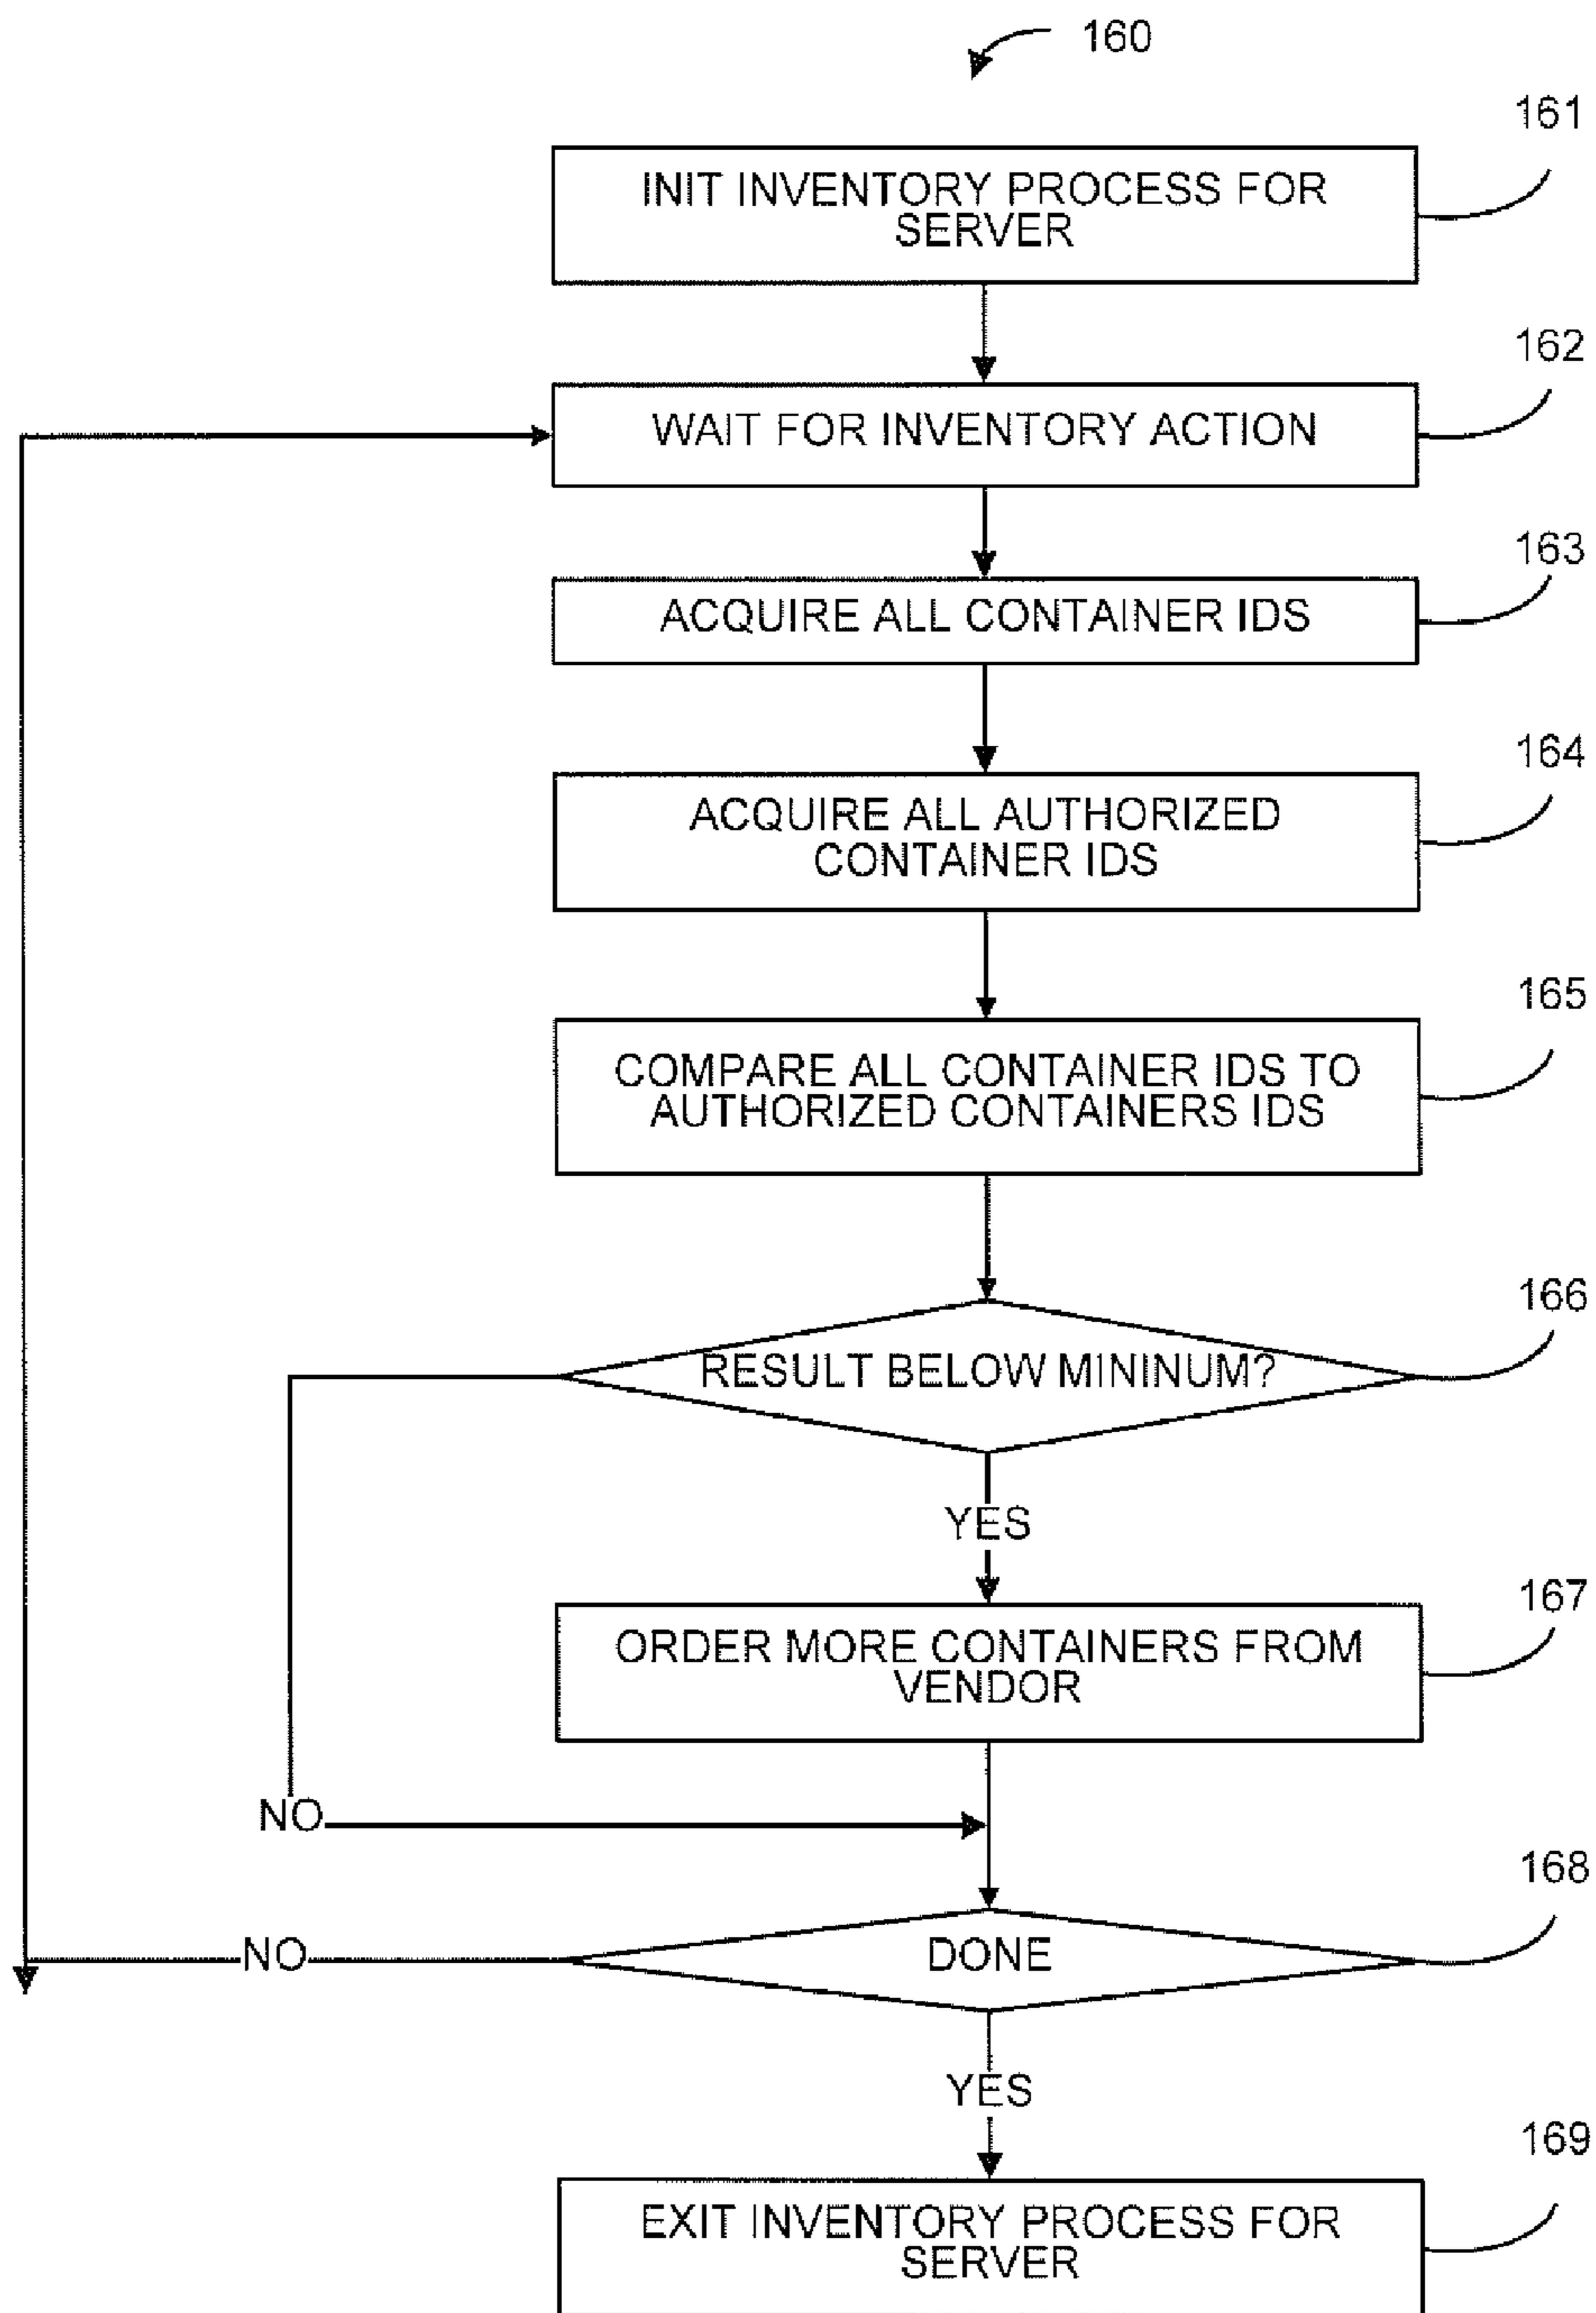 160
161
INIT INVENTORY PROCESS FOR
SERVER
162
WAIT FOR INVENTORY ACTION
163
ACQUIRE ALL CONTAINER IDS
164
ACQUIRE ALL AUTHORIZED
CONTAINER IDS
165
COMPARE ALL CONTAINER IDS TO
AUTHORIZED CONTAINERS IDS
166
RESULT BELOW MININUM?
YES
167
ORDER MORE CONTAINERS FROM
VENDOR
NO
168
NO
DONE
YES
169
EXIT INVENTORY PROCESS FOR
SERVER